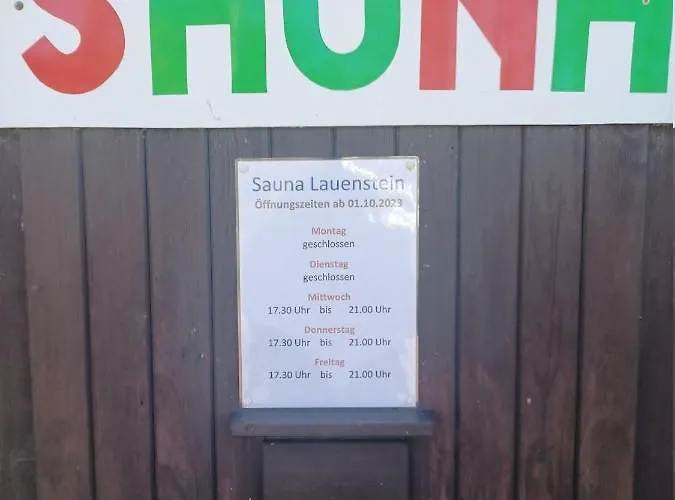 SAUNA
Sauna Lauenstein
Öffnungszeiten ab 01.10.2023
Montag
geschlossen
Dienstag
geschlossen
Mittwoch
17.30 Uhr bis 21.00 Uhr
Donnerstag
17.30 Uhr bis 21.00 Uhr
Freitag
17.30 Uhr bis 21.00 Uhr